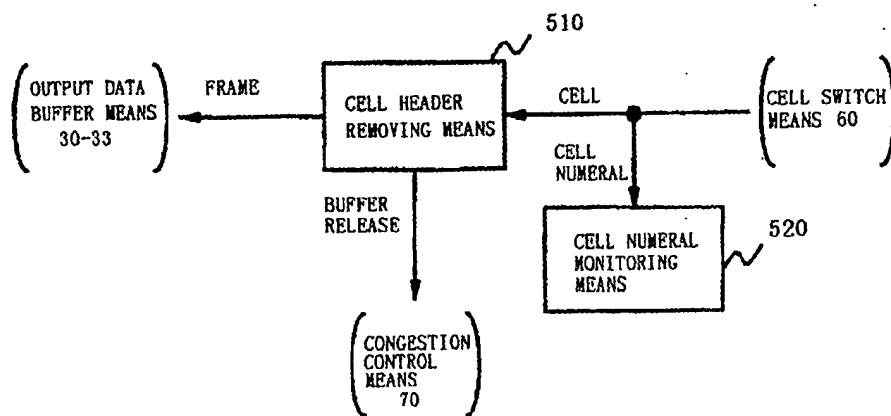 510
OUTPUT DATA
BUFFER MEANS
30-33
FRAME
CELL HEADER
REMOVING MEANS
CELL
CELL SWITCH
MEANS 60
CELL
NUMERAL
BUFFER
RELEASE
520
CELL NUMERAL
MONITORING
MEANS
CONGESTION
CONTROL
MEANS
70